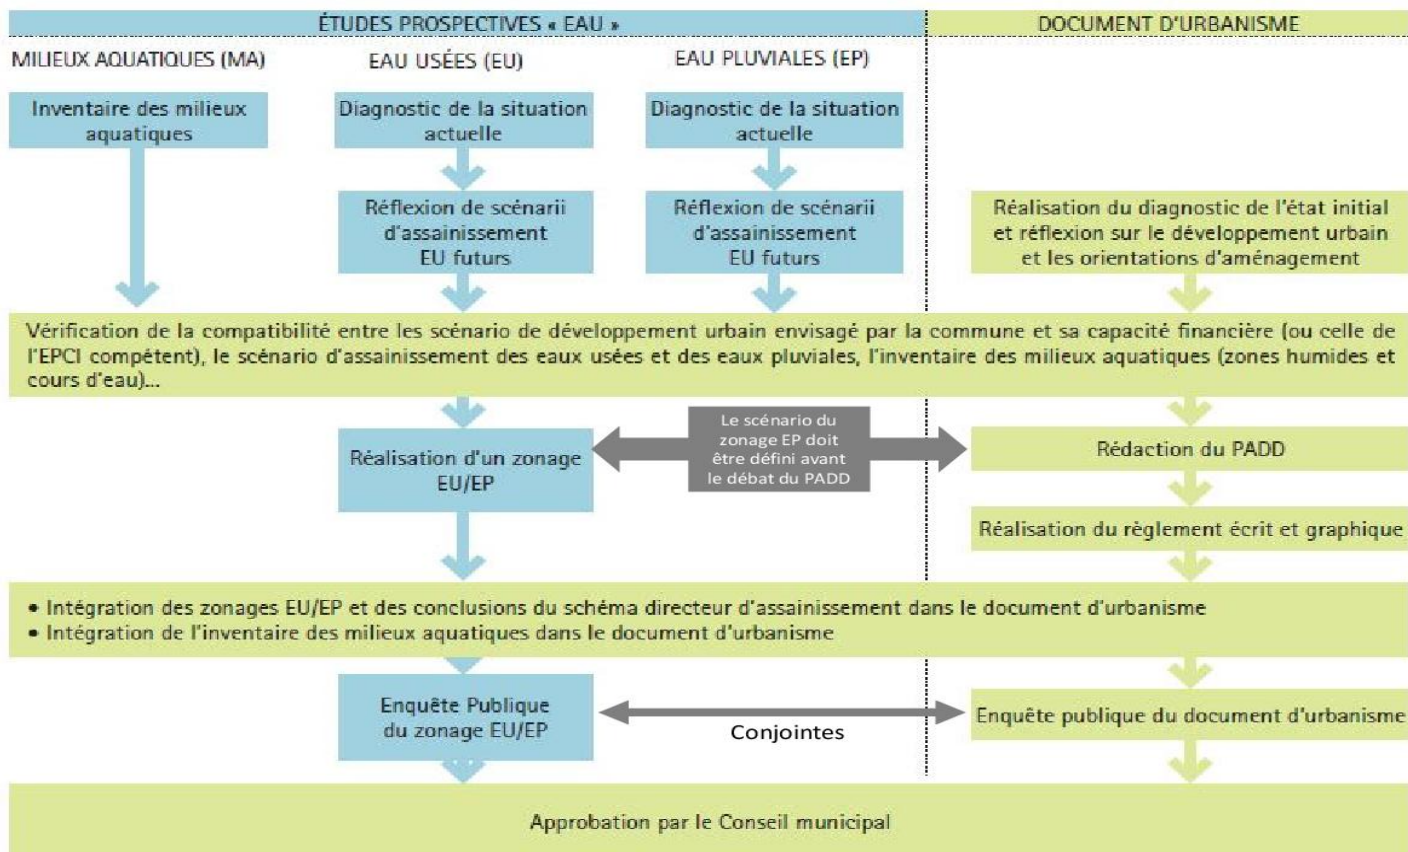 ÉTUDES PROSPECTIVES « EAU »
DOCUMENT D'URBANISME
MILIEUX AQUATIQUES (MA)
EAU USÉES (EU)
EAU PLUVIALES (EP)
Inventaire des milieux
aquatiques
Diagnostic de la situation
actuelle
Diagnostic de la situation
actuelle
Réflexion de scénarii
d'assainissement
EU futurs
Réflexion de scénarii
d'assainissement
EU futurs
Réalisation du diagnostic de l'état initial
et réflexion sur le développement urbain
et les orientations d'aménagement
Vérification de la compatibilité entre les scénario de développement urbain envisagé par la commune et sa capacité financière (ou celle de
l'EPCI compétent), le scénario d'assainissement des eaux usées et des eaux pluviales, l'inventaire des milieux aquatiques (zones humides et
cours d'eau)...
Réalisation d'un zonage
EU/EP
Le scénario du
zonage EP doit
être défini avant
le débat du PADD
Rédaction du PADD
Réalisation du règlement écrit et graphique
• Intégration des zonages EU/EP et des conclusions du schéma directeur d'assainissement dans le document d'urbanisme
• Intégration de l'inventaire des milieux aquatiques dans le document d'urbanisme
Enquête Publique
du zonage EU/EP
Conjointes
Enquête publique du document d'urbanisme
Approbation par le Conseil municipal